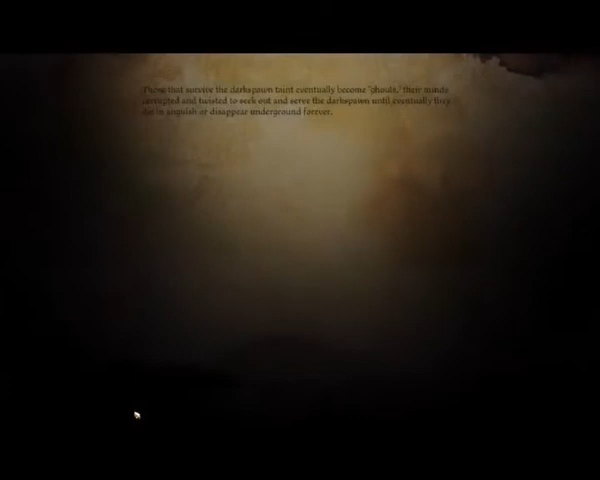 Those that survive the darkspawn taint eventually become "ghouls," their minds
corrupted and twisted to seek out and serve the darkspawn until eventually they
die in anguish or disappear underground forever.